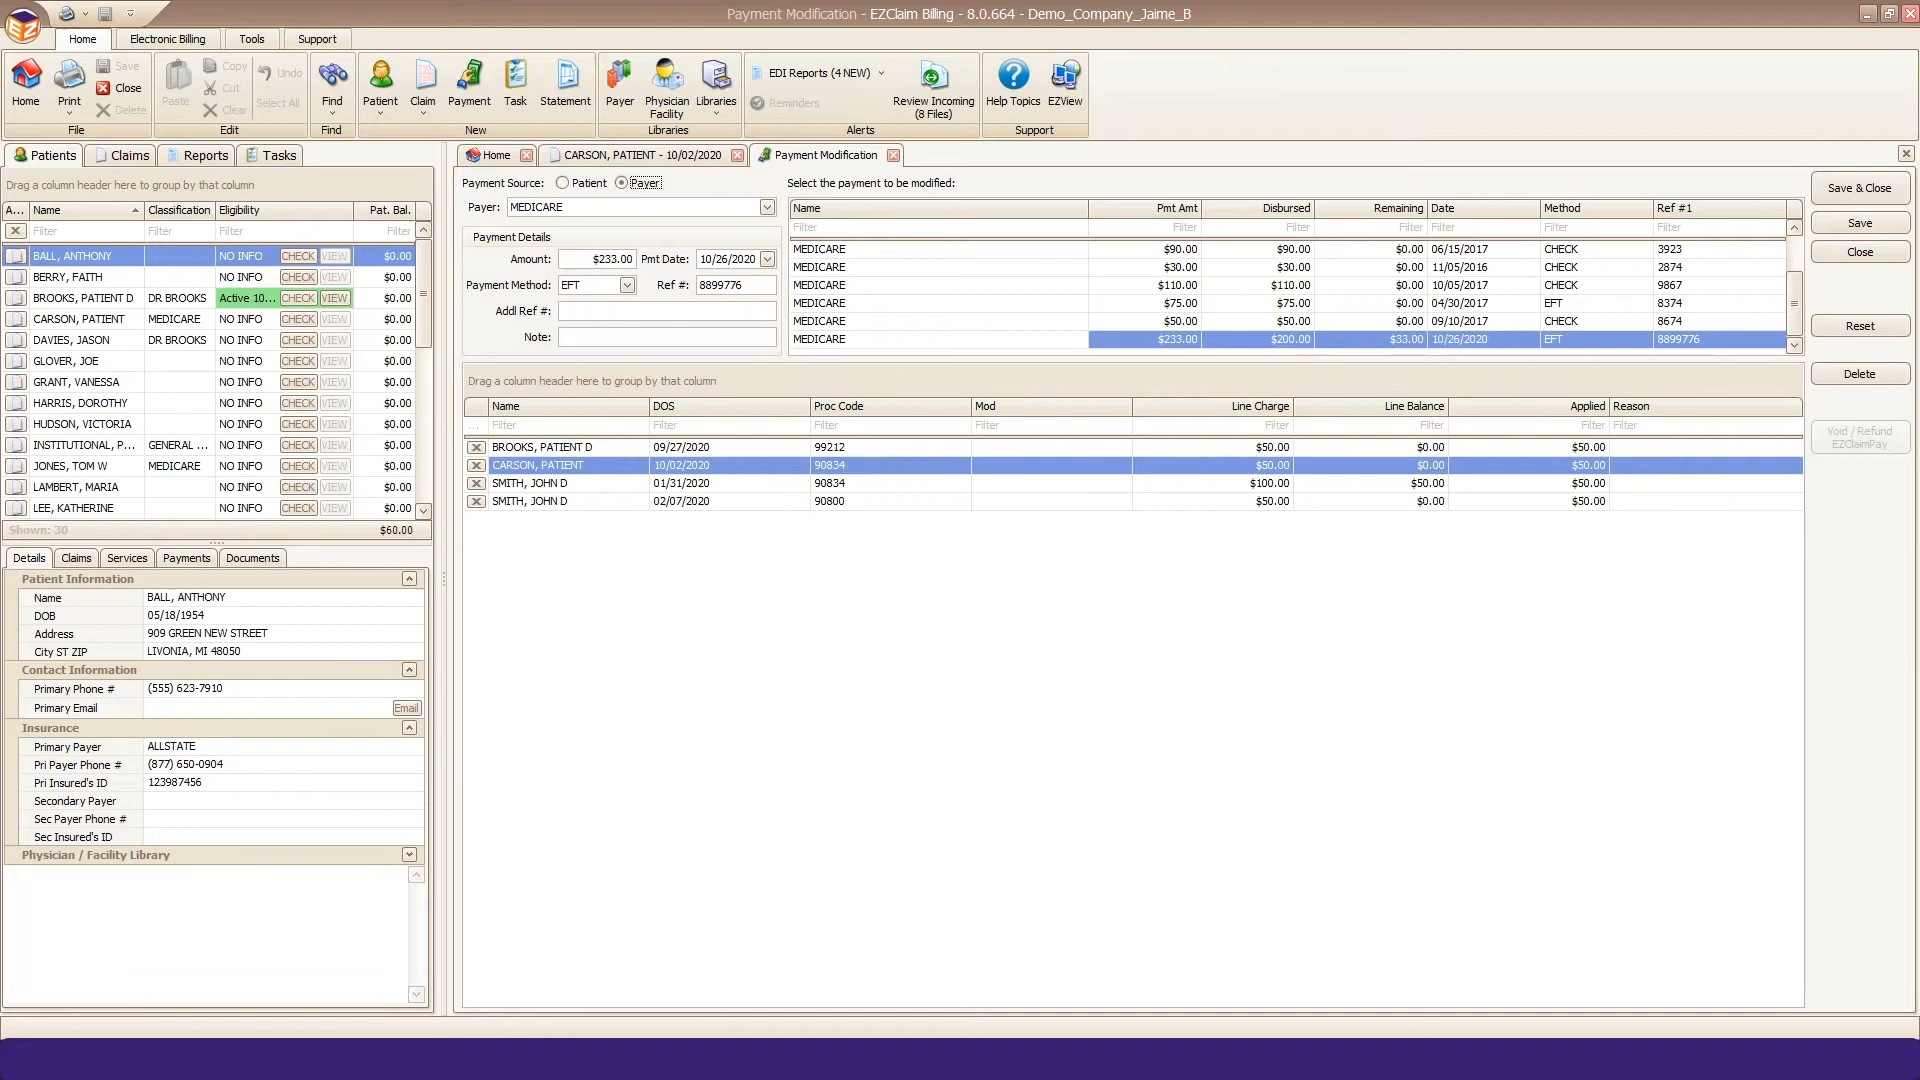 Payment Modification - EZClaim Billing - 8.0.664 - Demo_Company_Jaime_B
Home Electronic Billing Tools Support
Home Print Save Close Delete File
Paste Copy Cut Clear Undo Select All Edit
Find Find
Patient Claim Payment Task Statement New
Payer Physician Facility Libraries Libraries
EDI Reports (4 NEW) Reminders Review Incoming (8 Files) Alerts
Help Topics EZView Support
Patients Claims Reports Tasks
Drag a column header here to group by that column
A... Name Classification Eligibility Pat. Bal.
Filter Filter Filter Filter
BALL, ANTHONY NO INFO CHECK VIEW $0.00
BERRY, FAITH NO INFO CHECK VIEW $0.00
BROOKS, PATIENT D DR BROOKS Active 10... CHECK VIEW $0.00
CARSON, PATIENT MEDICARE NO INFO CHECK VIEW $0.00
DAVIES, JASON DR BROOKS NO INFO CHECK VIEW $0.00
GLOVER, JOE NO INFO CHECK VIEW $0.00
GRANT, VANESSA NO INFO CHECK VIEW $0.00
HARRIS, DOROTHY NO INFO CHECK VIEW $0.00
HUDSON, VICTORIA NO INFO CHECK VIEW $0.00
INSTITUTIONAL, P... GENERAL ... NO INFO CHECK VIEW $0.00
JONES, TOM W MEDICARE NO INFO CHECK VIEW $0.00
LAMBERT, MARIA NO INFO CHECK VIEW $0.00
LEE, KATHERINE NO INFO CHECK VIEW $0.00
Shown: 30 $60.00
Details Claims Services Payments Documents
Patient Information
Name BALL, ANTHONY
DOB 05/18/1954
Address 909 GREEN NEW STREET
City ST ZIP LIVONIA, MI 48050
Contact Information
Primary Phone # (555) 623-7910
Primary Email Email
Insurance
Primary Payer ALLSTATE
Pri Payer Phone # (877) 650-0904
Pri Insured's ID 123987456
Secondary Payer
Sec Payer Phone #
Sec Insured's ID
Physician / Facility Library
Home CARSON, PATIENT - 10/02/2020 Payment Modification
Payment Source: Patient Payer
Payer: MEDICARE
Payment Details
Amount: $233.00 Pmt Date: 10/26/2020
Payment Method: EFT Ref #: 8899776
Addl Ref #:
Note:
Select the payment to be modified:
Name Pmt Amt Disbursed Remaining Date Method Ref #1
Filter Filter Filter Filter Filter Filter Filter
MEDICARE $90.00 $90.00 $0.00 06/15/2017 CHECK 3923
MEDICARE $30.00 $30.00 $0.00 11/05/2016 CHECK 2874
MEDICARE $110.00 $110.00 $0.00 10/05/2017 CHECK 9867
MEDICARE $75.00 $75.00 $0.00 04/30/2017 EFT 8374
MEDICARE $50.00 $50.00 $0.00 09/10/2017 CHECK 8674
MEDICARE $233.00 $200.00 $33.00 10/26/2020 EFT 8899776
Drag a column header here to group by that column
Name DOS Proc Code Mod Line Charge Line Balance Applied Reason
... Filter Filter Filter Filter Filter Filter Filter Filter
BROOKS, PATIENT D 09/27/2020 99212 $50.00 $0.00 $50.00
CARSON, PATIENT 10/02/2020 90834 $50.00 $0.00 $50.00
SMITH, JOHN D 01/31/2020 90834 $100.00 $50.00 $50.00
SMITH, JOHN D 02/07/2020 90800 $50.00 $0.00 $50.00
Save & Close
Save
Close
Reset
Delete
Void / Refund
EZClaimPay